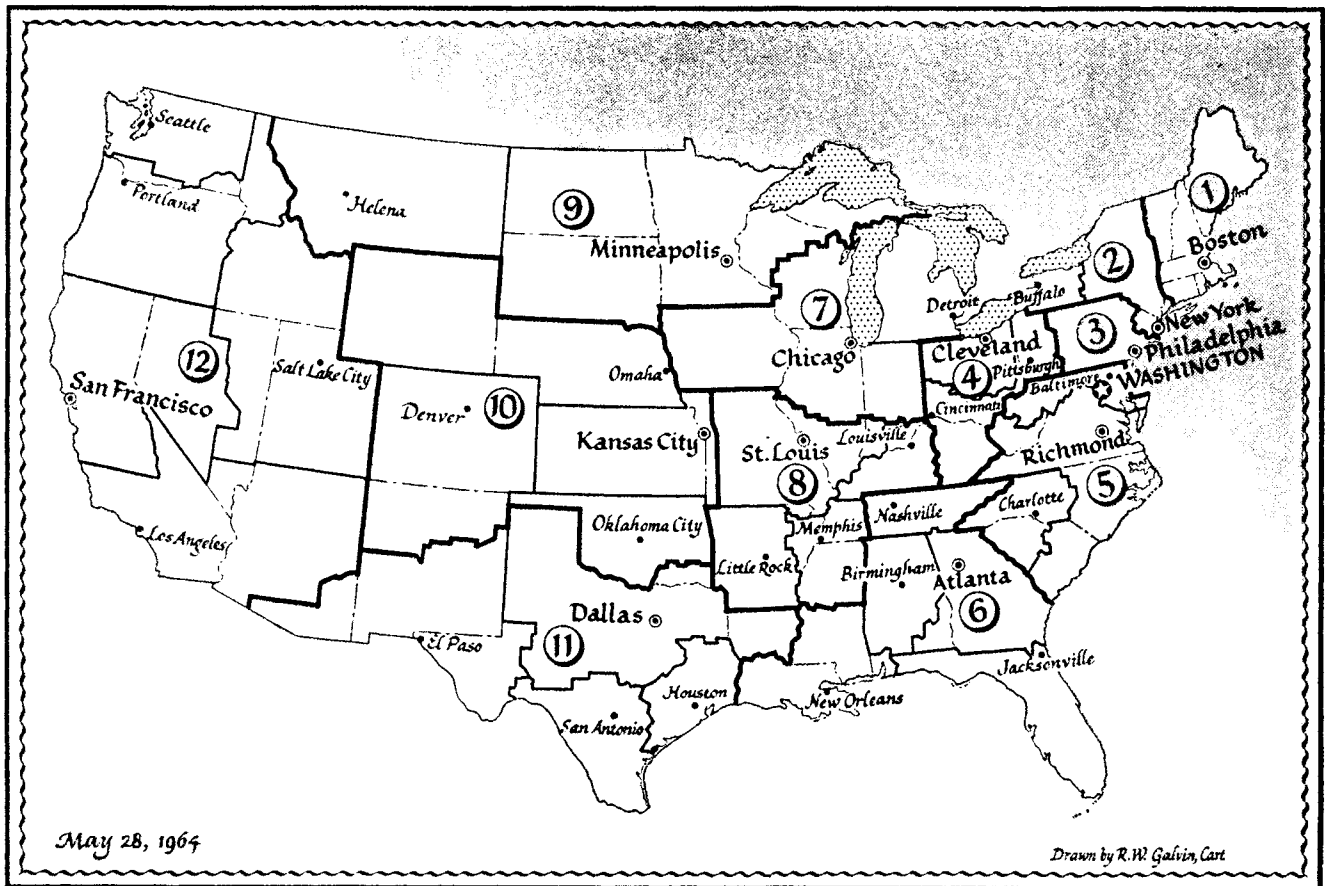 Seattle
Portland
Helena
9
Minneapolis
1
Boston
2
Detroit
Buffalo
7
Chicago
New York
3
Philadelphia
Cleveland
Pittsburgh
4
WASHINGTON
Baltimore
Cincinnati
12
San Francisco
Salt Lake City
Omaha
Denver
10
Kansas City
St. Louis
Louisville
8
Richmond
5
Los Angeles
Oklahoma City
Memphis
Nashville
Charlotte
Little Rock
Birmingham
Atlanta
6
Dallas
11
El Paso
Houston
San Antonio
New Orleans
Jacksonville
May 28, 1964
Drawn by R.W. Galvin, Cart.